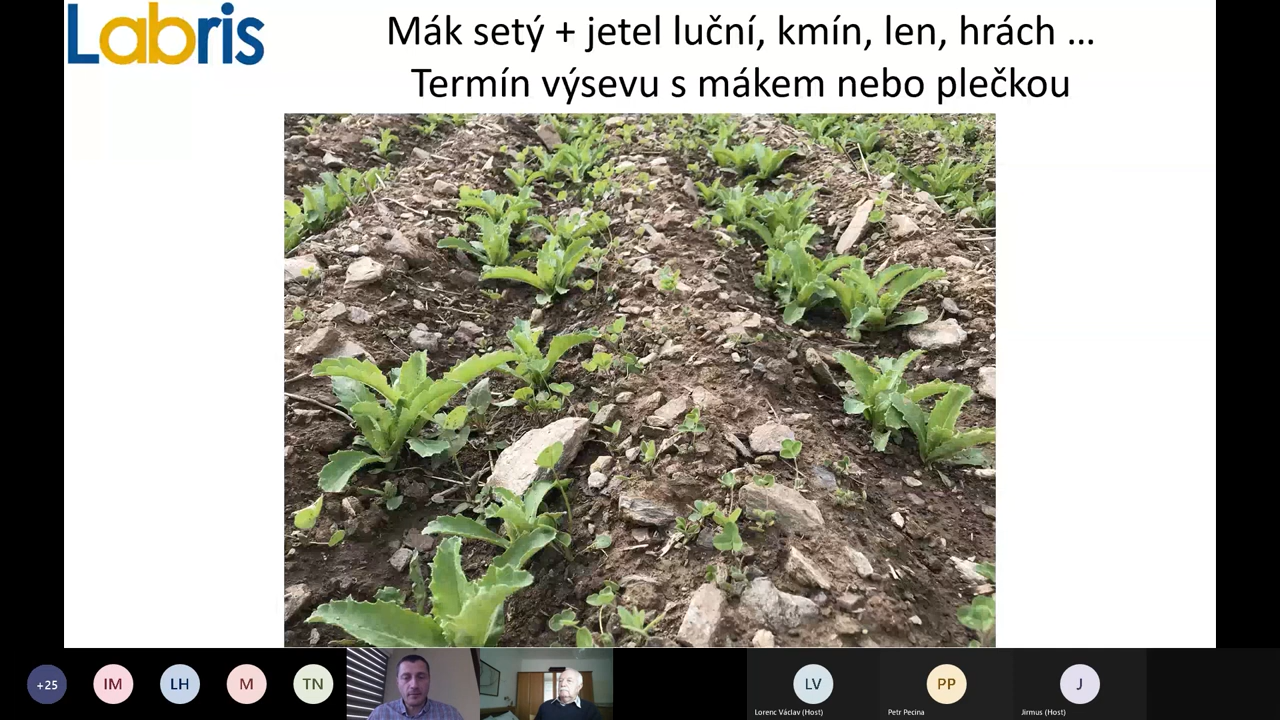 Labris
Mák setý + jetel luční, kmín, len, hrách ...
Termín výsevu s mákem nebo plečkou
+25
IM
LH
M
TN
LV
PP
J
Lorenc Václav (Host)
Petr Pecina
Jirmus (Host)